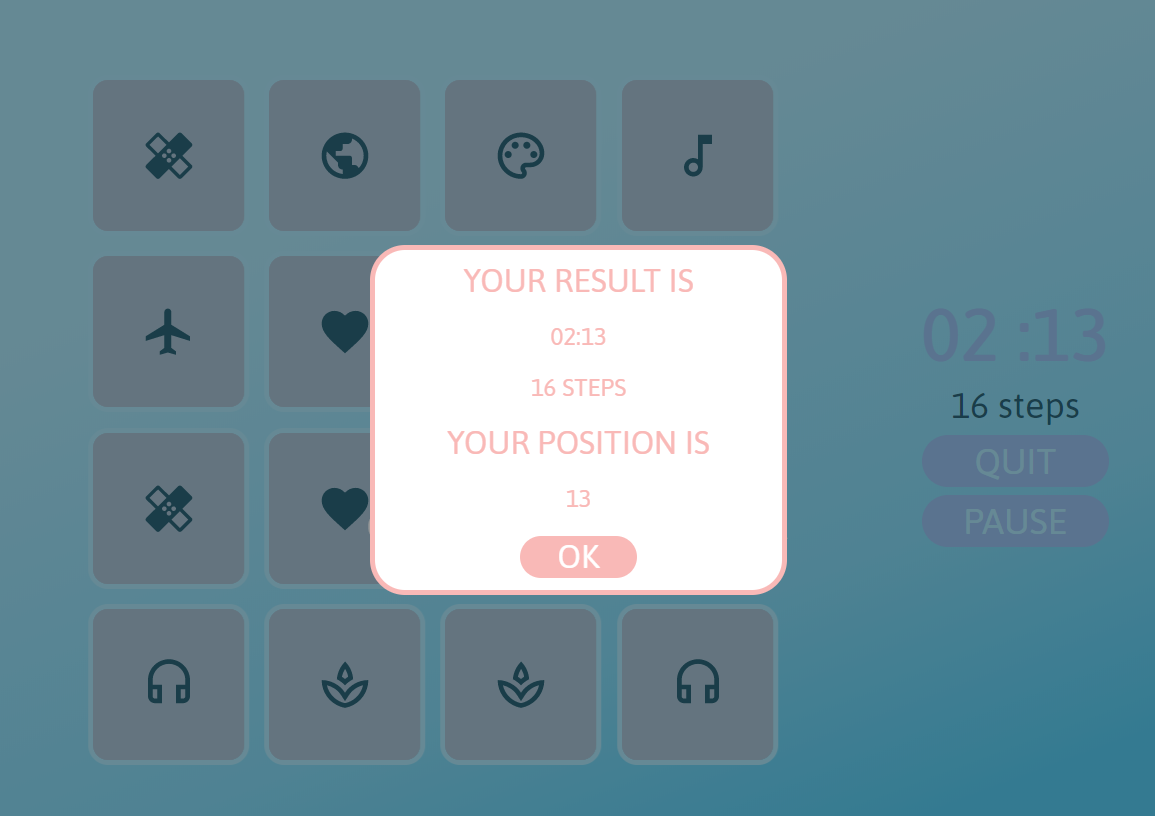 YOUR RESULT IS
02:13
16 STEPS
YOUR POSITION IS
13
OK
02 :13
16 steps
QUIT
PAUSE